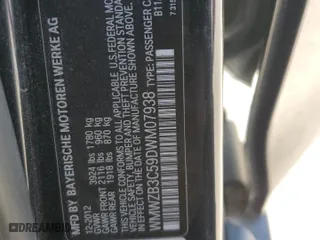 MFD BY BAYERISCHE MOTOREN WERKE AG
12/2012
GVWR 3924 lbs 1780 kg
GAWR FRONT 2116 lbs 960 kg
GAWR REAR 1918 lbs 870 kg
THIS VEHICLE CONFORMS TO ALL APPLICABLE U.S. FEDERAL MOTOR
VEHICLE SAFETY, BUMPER, AND THEFT PREVENTION STANDARDS
IN EFFECT ON THE DATE OF MANUFACTURE SHOWN ABOVE.
WMWZB3C59DWM07938 TYPE: PASSENGER C
B11
7315